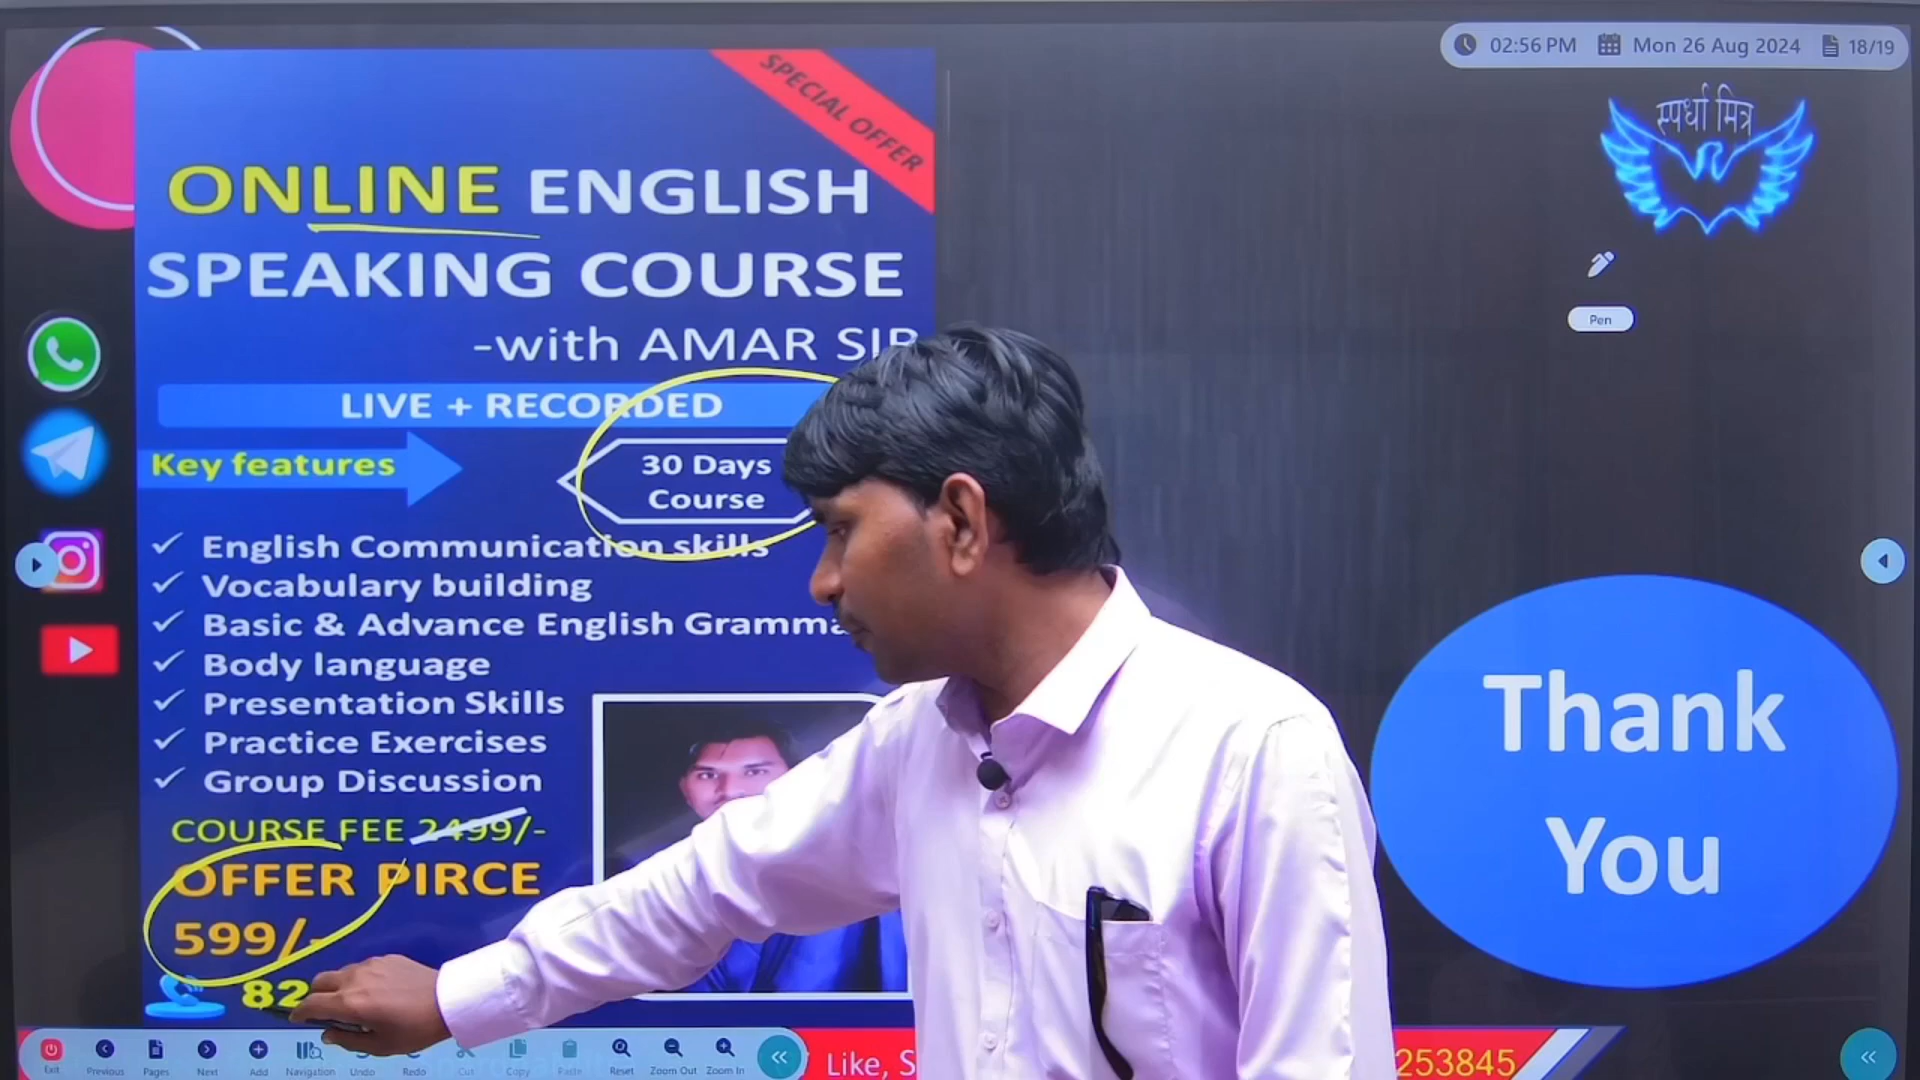 02:56 PM Mon 26 Aug 2024 18/19
स्पर्धा मित्र
Pen
SPECIAL OFFER
ONLINE ENGLISH
SPEAKING COURSE
-with AMAR SIR
LIVE + RECORDED
Key features
30 Days
Course
English Communication skills
Vocabulary building
Basic & Advance English
Body language
Presentation Skills
Practice Exercises
Group Discussion
COURSE FEE 2499/-
OFFER PIRCE
599/-
82
Thank
You
Exit Previous Pages Next Add Navigation Undo Redo Cut Copy Paste Reset Zoom Out Zoom In
Like,
253845